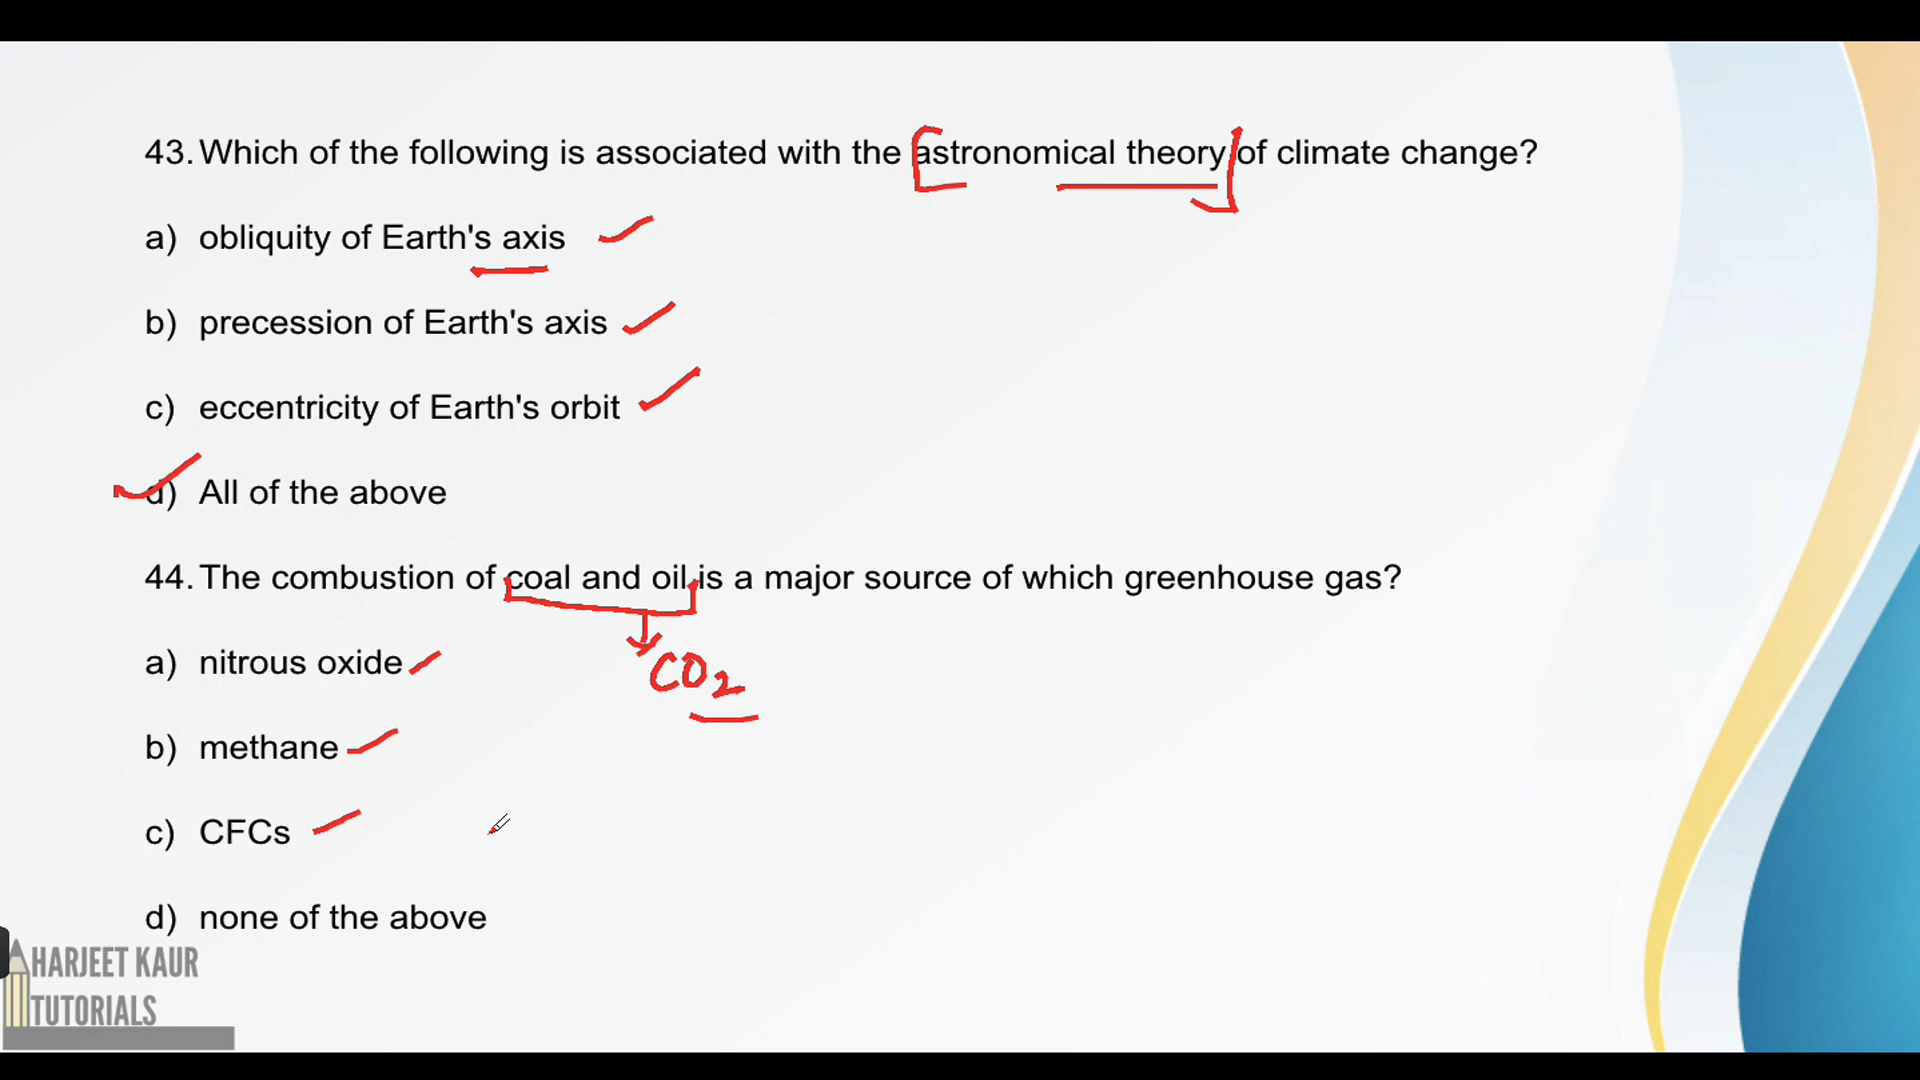 43. Which of the following is associated with the astronomical theory of climate change?
a) obliquity of Earth's axis
b) precession of Earth's axis
c) eccentricity of Earth's orbit
d) All of the above
44. The combustion of coal and oil is a major source of which greenhouse gas?
CO2
a) nitrous oxide
b) methane
c) CFCs
d) none of the above
HARJEET KAUR
TUTORIALS